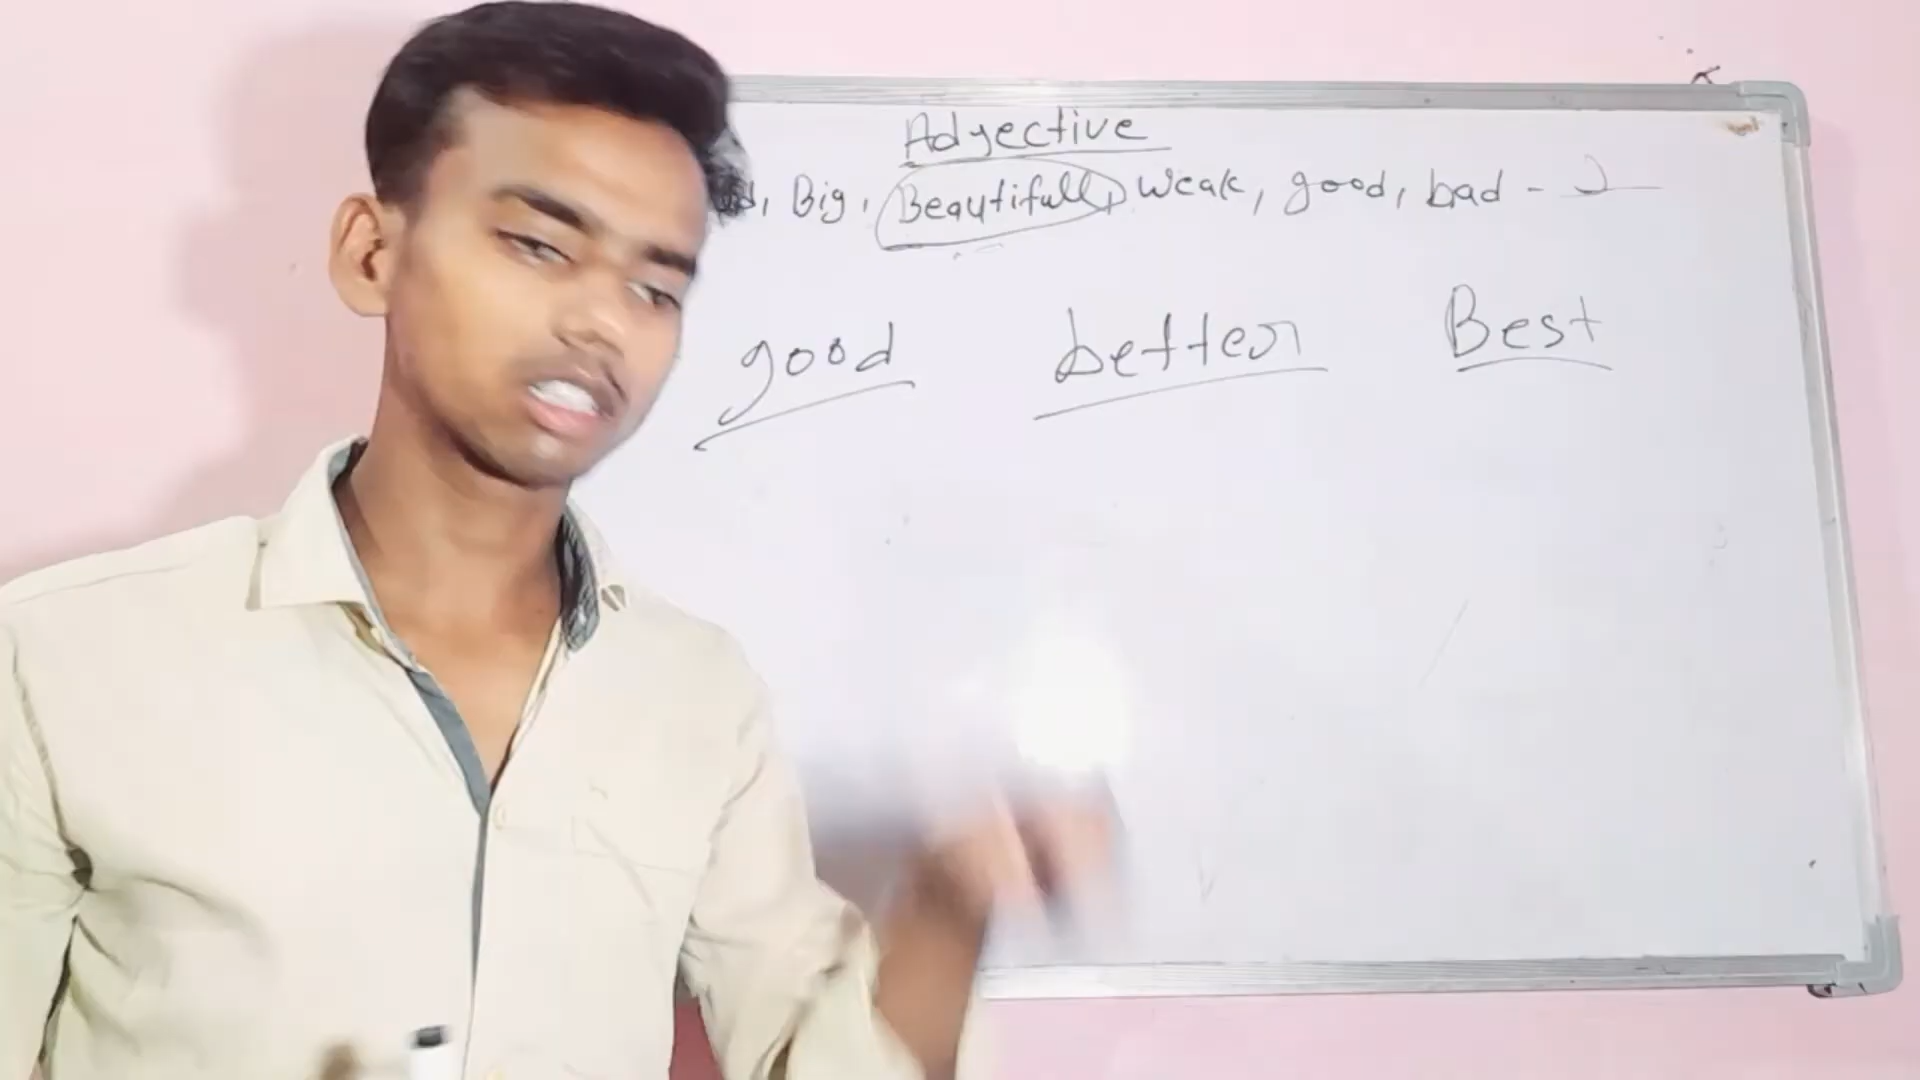 Adjective
Big, Beautifull, Weak, good, bad -
good better Best